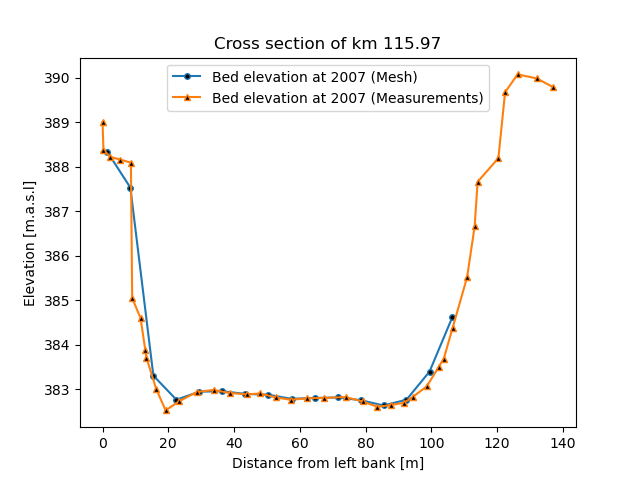 Cross section of km 115.97
Bed elevation at 2007 (Mesh)
Bed elevation at 2007 (Measurements)
Elevation [m.a.s.l]
390
389
388
387
386
385
384
383
0 20 40 60 80 100 120 140
Distance from left bank [m]